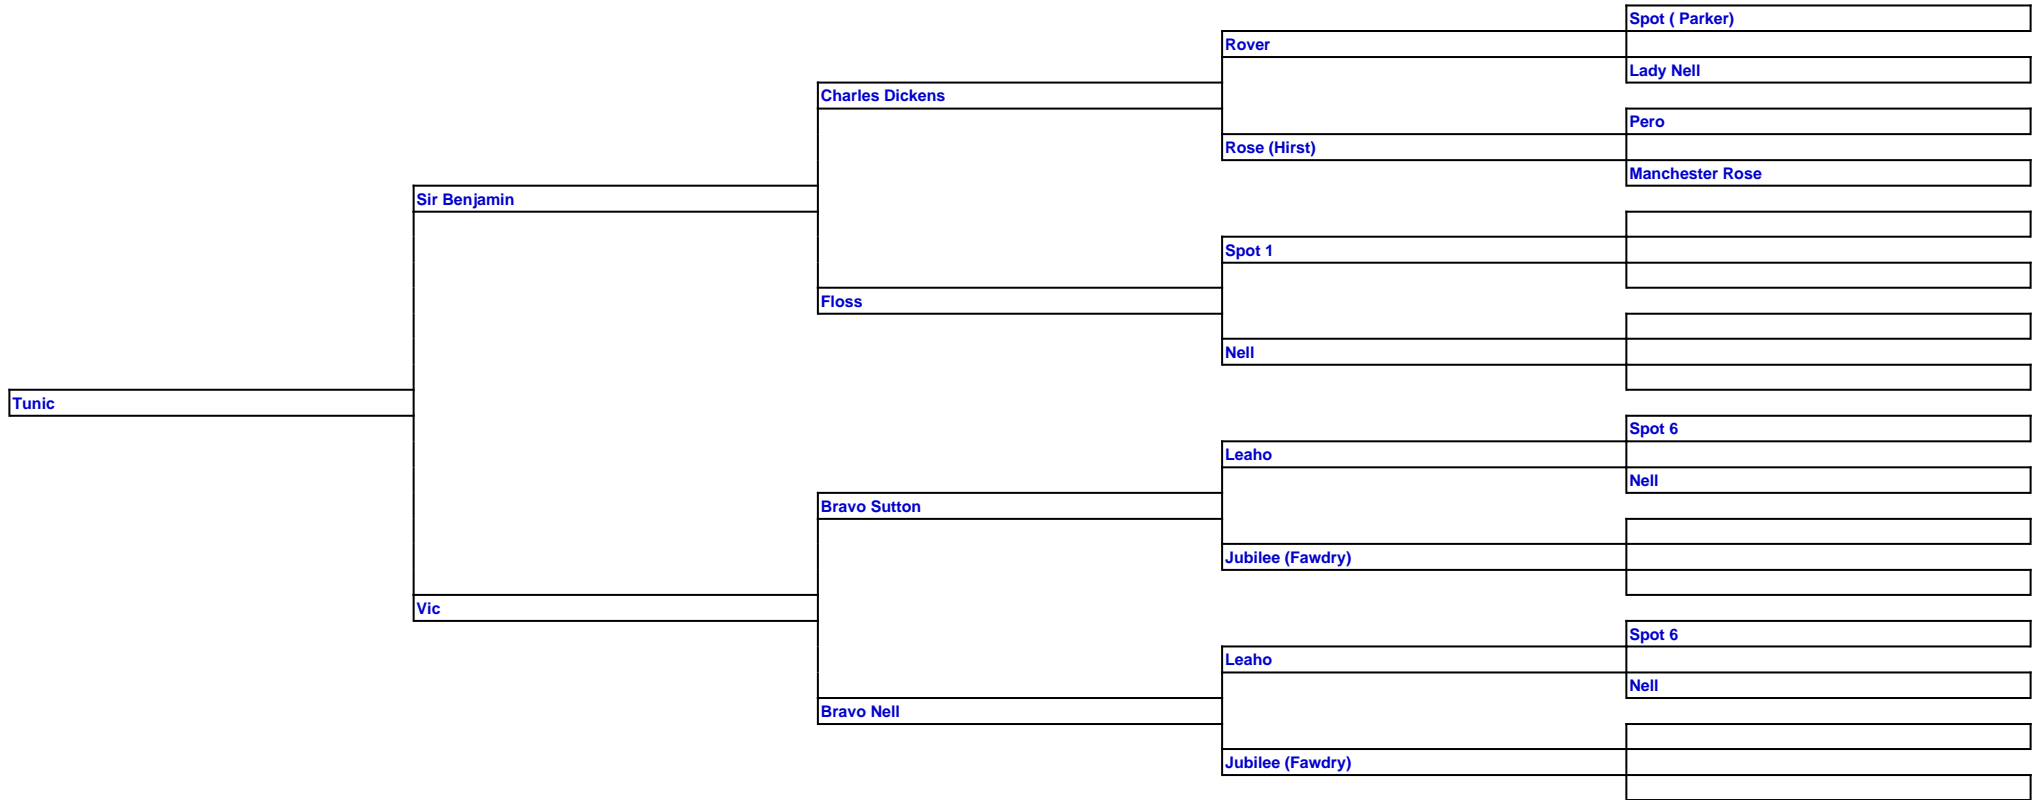 Spot ( Parker)
Rover
Lady Nell
Charles Dickens
Pero
Rose (Hirst)
Manchester Rose
Sir Benjamin
Spot 1
Floss
Nell
Tunic
Spot 6
Leaho
Nell
Bravo Sutton
Jubilee (Fawdry)
Vic
Spot 6
Leaho
Nell
Bravo Nell
Jubilee (Fawdry)